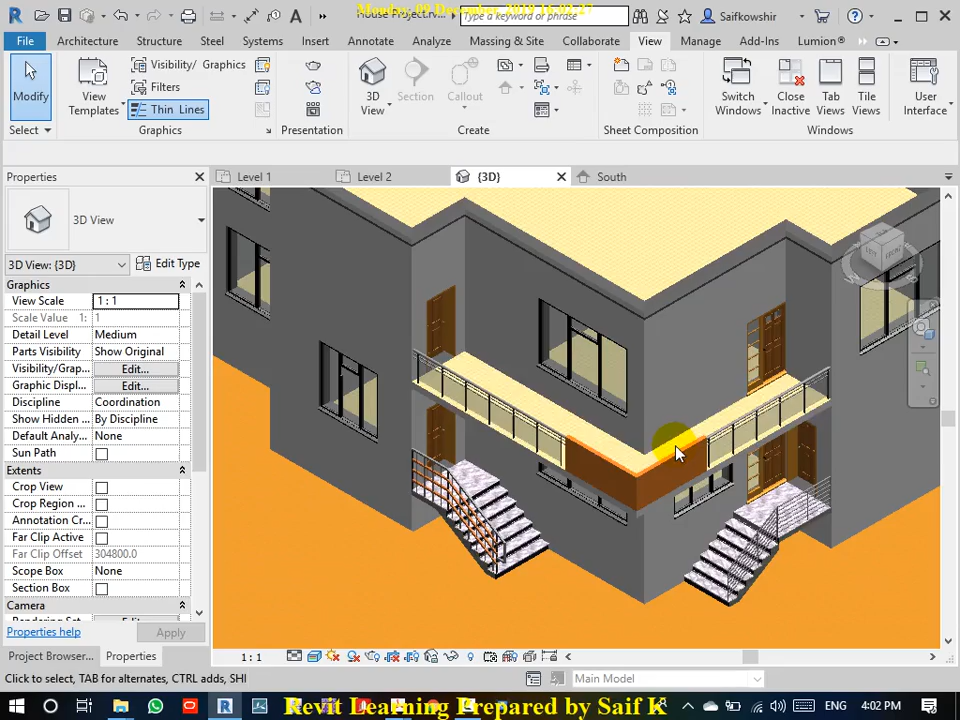 Monday, 09 December, 2019 16:02:27
House Project.rv...
Type a keyword or phrase
Saifkowshir
File
Architecture
Structure
Steel
Systems
Insert
Annotate
Analyze
Massing & Site
Collaborate
View
Manage
Add-Ins
Lumion®
Modify
View
Templates
Visibility/ Graphics
Filters
Thin Lines
3D
View
Section
Callout
Switch
Windows
Close
Inactive
Tab
Views
Tile
Views
User
Interface
Select
Graphics
Presentation
Create
Sheet Composition
Windows
Properties
Level 1
Level 2
{3D}
South
3D View
3D View: {3D}
Edit Type
Graphics
View Scale 1 : 1
Scale Value 1: 1
Detail Level Medium
Parts Visibility Show Original
Visibility/Grap... Edit...
Graphic Displ... Edit...
Discipline Coordination
Show Hidden By Discipline
Default Analy... None
Sun Path
Extents
Crop View
Crop Region
Annotation Cr...
Far Clip Active
Far Clip Offset 304800.0
Scope Box None
Section Box
Camera
Properties help
Apply
Project Browser...
Properties
1 : 1
Click to select, TAB for alternates, CTRL adds, SHI
Main Model
Revit Learning Prepared by Saif K
ENG
4:02 PM